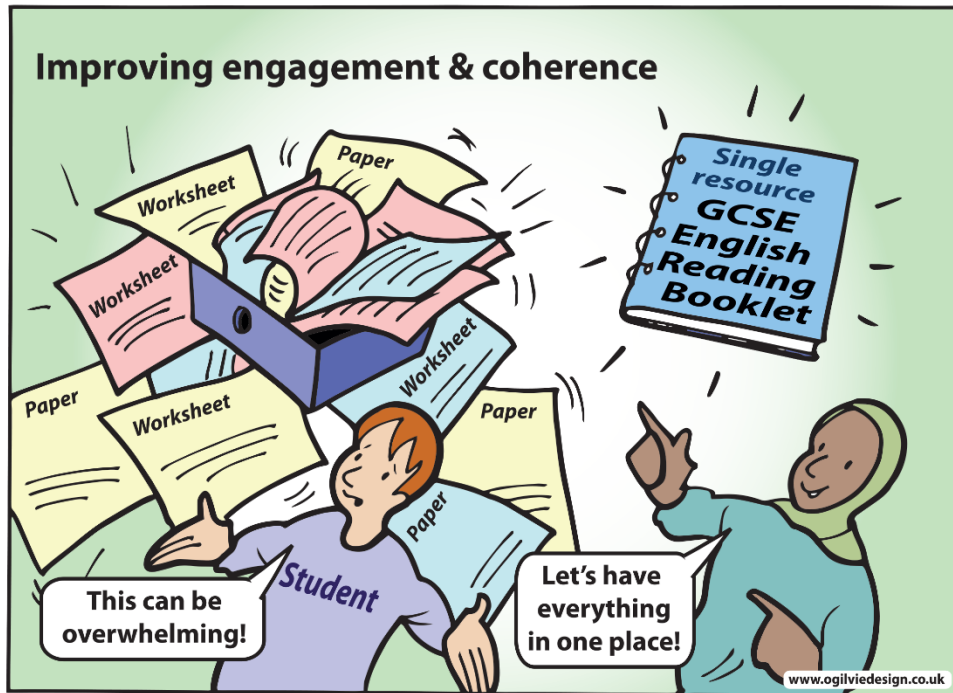 Improving engagement & coherence
Paper
Worksheet
Worksheet
Worksheet
Paper
Worksheet
Paper
Paper
Single
resource
GCSE
English
Reading
Booklet
Student
This can be
overwhelming!
Let's have
everything
in one place!
www.ogilviedesign.co.uk